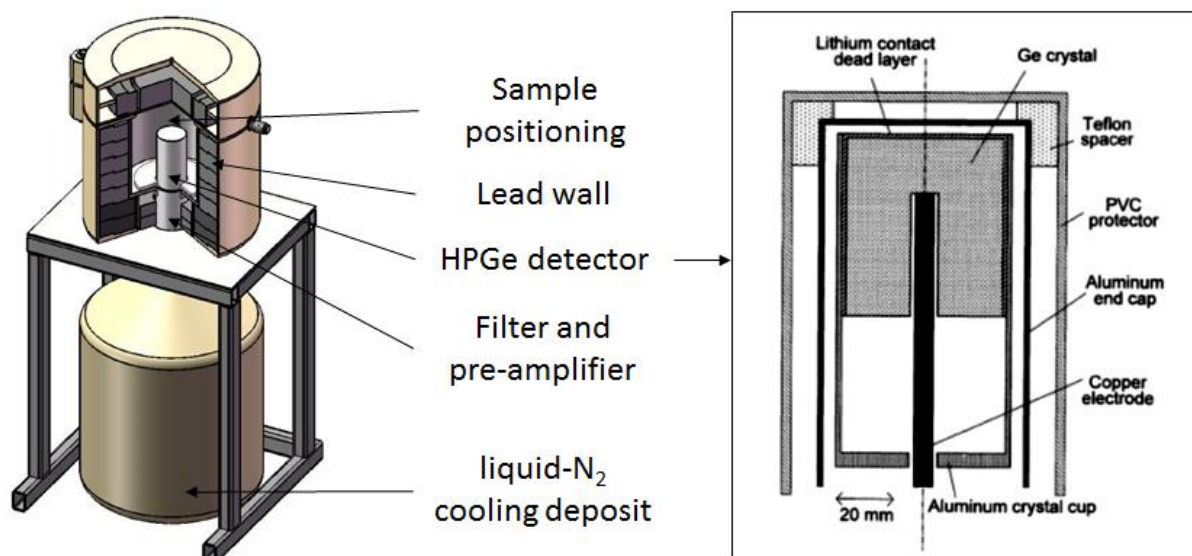 Sample
positioning
Lead wall
HPGe detector
Filter and
pre-amplifier
liquid-N₂
cooling deposit
Lithium contact
dead layer
Ge crystal
Teflon
spacer
PVC
protector
Aluminum
end cap
Copper
electrode
Aluminum crystal cup
20 mm